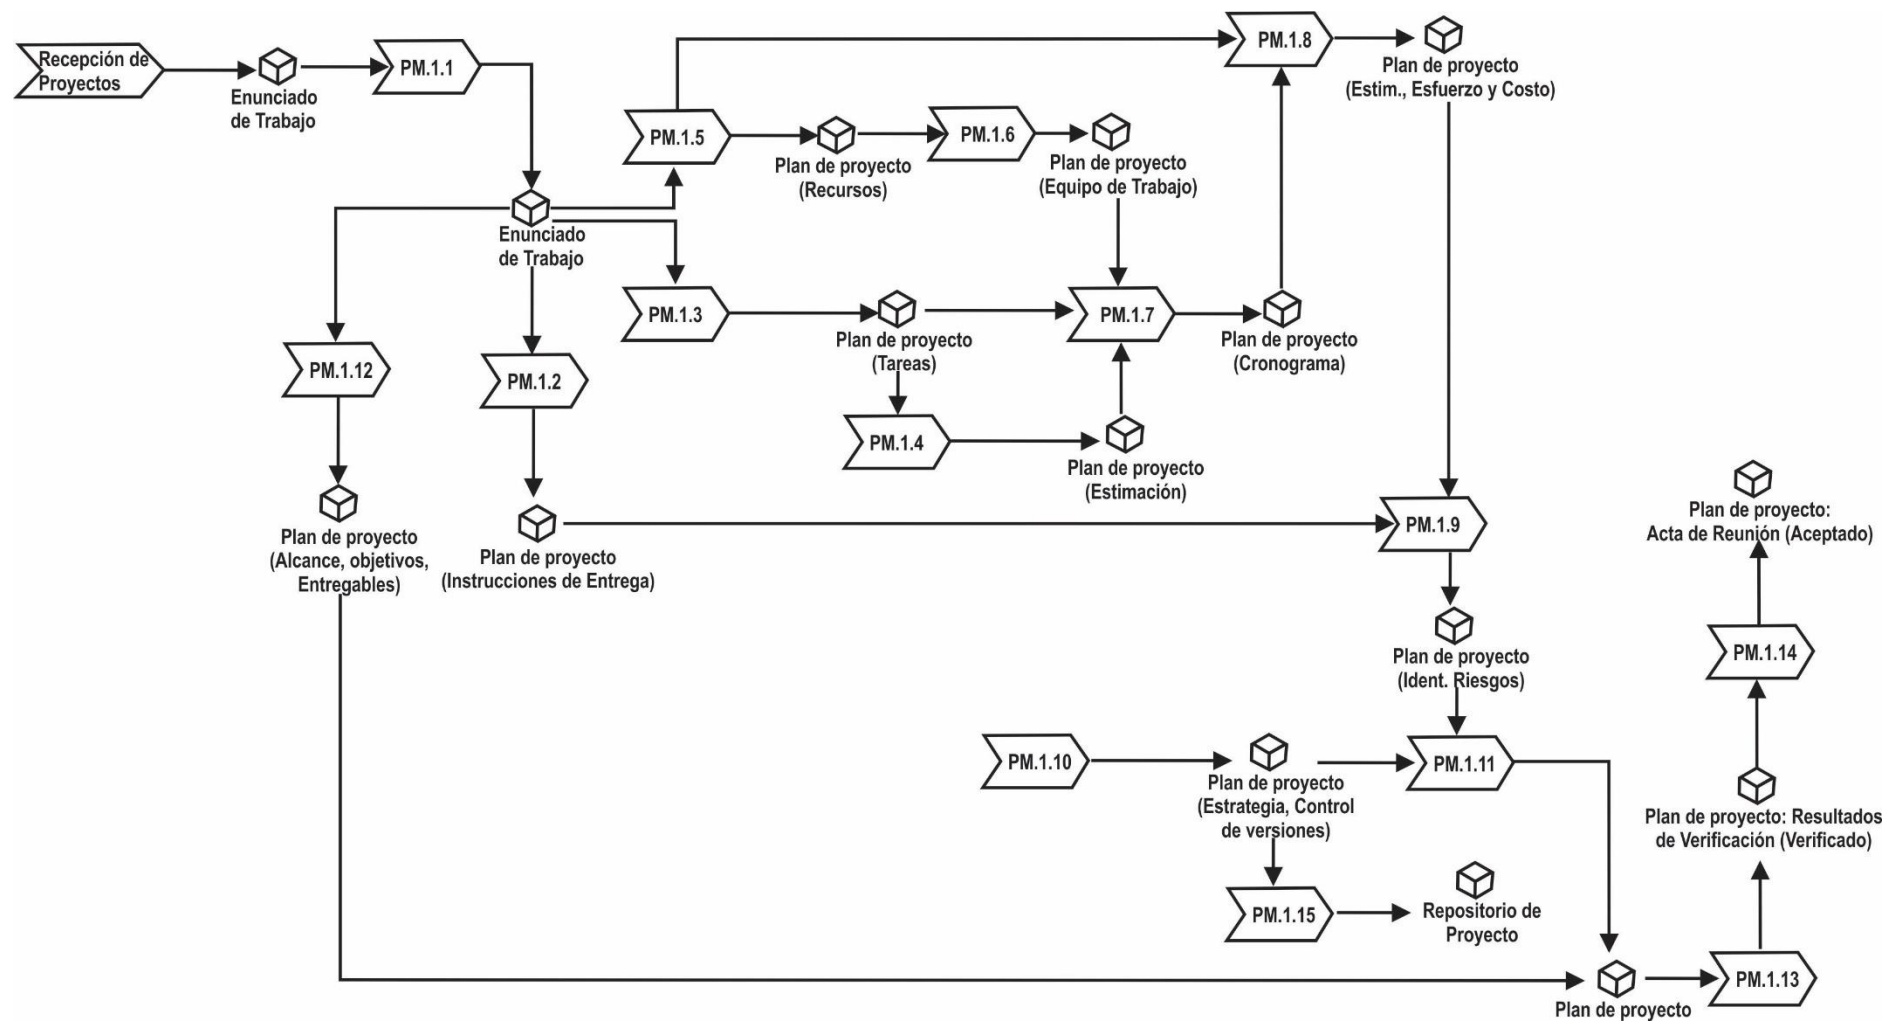 Recepción de
Proyectos
Enunciado
de Trabajo
PM.1.1
PM.1.8
Plan de proyecto
(Estim., Esfuerzo y Costo)
PM.1.5
Plan de proyecto
(Recursos)
PM.1.6
Plan de proyecto
(Equipo de Trabajo)
Enunciado
de Trabajo
PM.1.3
Plan de proyecto
(Tareas)
PM.1.7
Plan de proyecto
(Cronograma)
PM.1.12
PM.1.2
PM.1.4
Plan de proyecto
(Estimación)
Plan de proyecto
(Alcance, objetivos,
Entregables)
Plan de proyecto
(Instrucciones de Entrega)
PM.1.9
Plan de proyecto:
Acta de Reunión (Aceptado)
Plan de proyecto
(Ident. Riesgos)
PM.1.14
PM.1.10
Plan de proyecto
(Estrategia, Control
de versiones)
PM.1.11
Plan de proyecto: Resultados
de Verificación (Verificado)
PM.1.15
Repositorio de
Proyecto
Plan de proyecto
PM.1.13